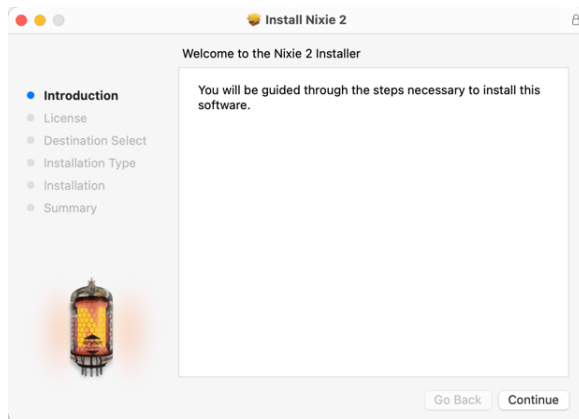 Install Nixie 2
Welcome to the Nixie 2 Installer
Introduction
License
Destination Select
Installation Type
Installation
Summary
You will be guided through the steps necessary to install this
software.
Go Back
Continue